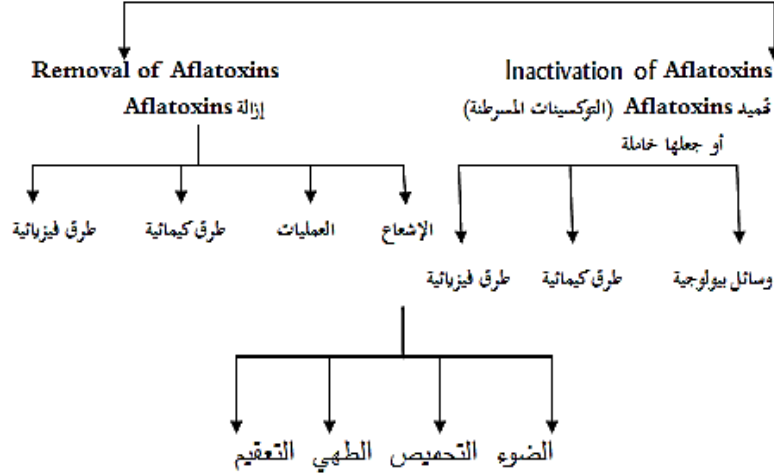 Removal of Aflatoxins
إزالة Aflatoxins
Inactivation of Aflatoxins
تحميد Aflatoxins (التوكسينات المسرطنة)
أو جعلها خاملة
طرق فيزيائية
طرق كيمائية
العمليات
الإشعاع
طرق فيزيائية
طرق كيمائية
وسائل بيولوجية
التعقيم
الطهي
التحميص
الضوء